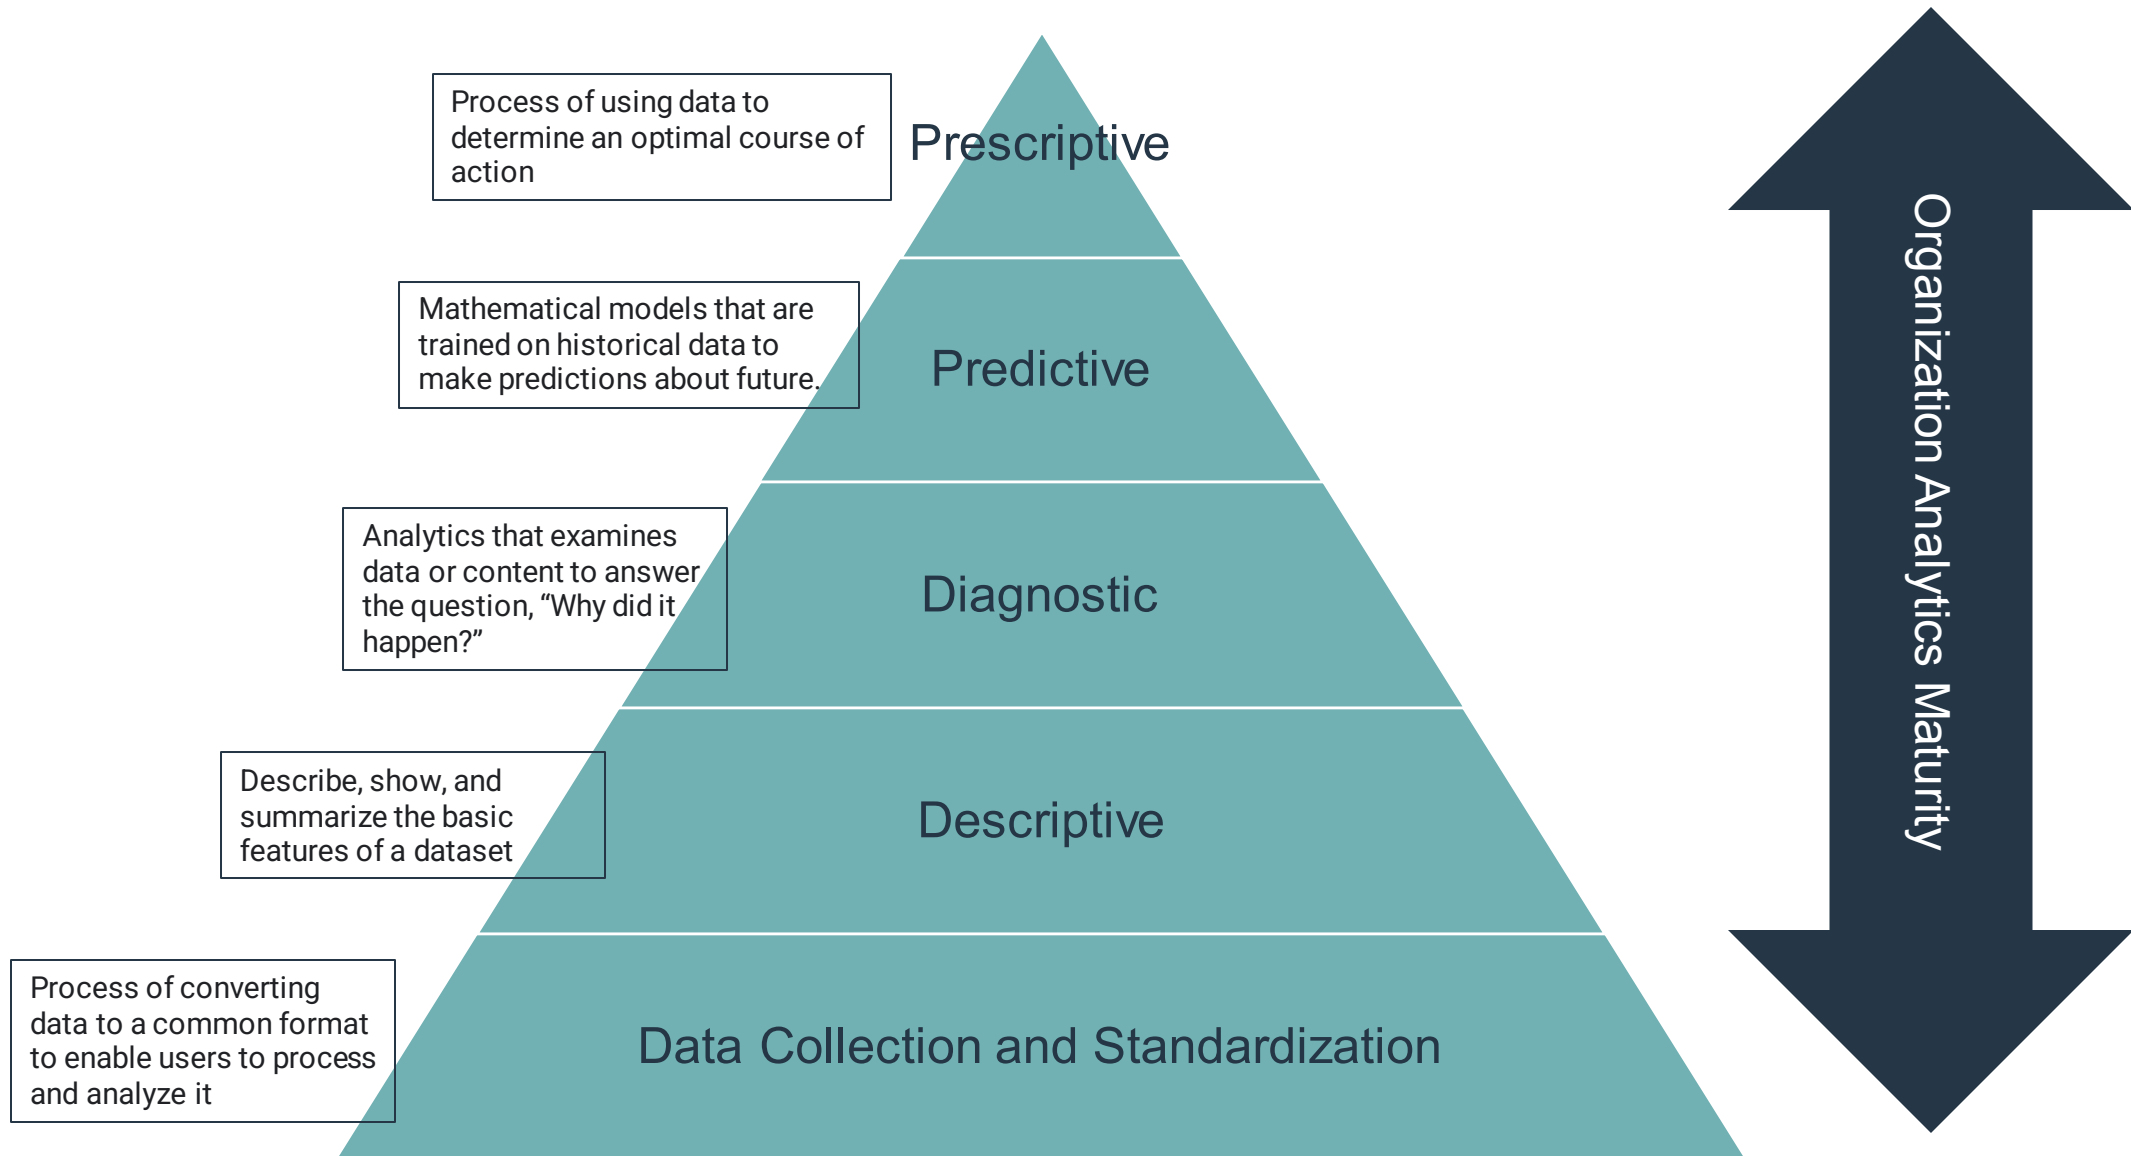 Process of using data to
determine an optimal course of
action
Prescriptive
Mathematical models that are
trained on historical data to
make predictions about future.
Predictive
Analytics that examines
data or content to answer
the question, “Why did it
happen?”
Diagnostic
Describe, show, and
summarize the basic
features of a dataset
Descriptive
Process of converting
data to a common format
to enable users to process
and analyze it
Data Collection and Standardization
Organization Analytics Maturity